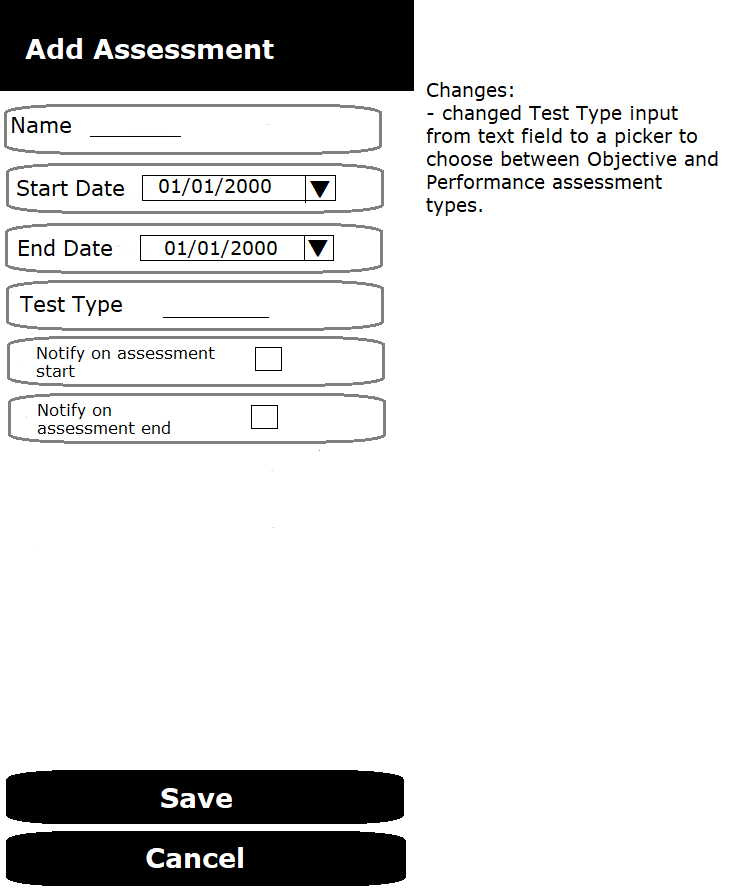 Add Assessment
Changes:
- changed Test Type input
from text field to a picker to
choose between Objective and
Performance assessment
types.
Name
Start Date 01/01/2000
End Date 01/01/2000
Test Type
Notify on assessment
start
Notify on
assessment end
Save
Cancel